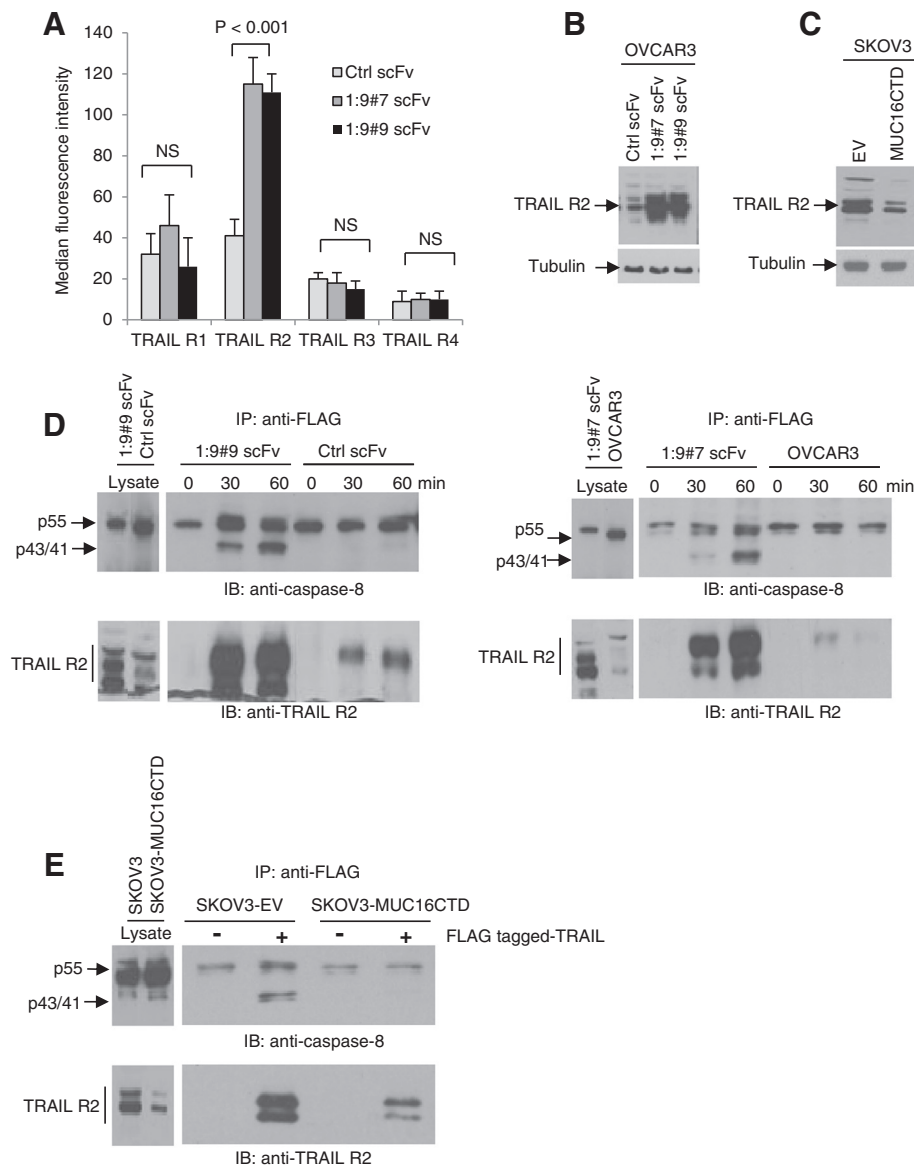 A
P < 0.001
Median fluorescence intensity
140
120
100
80
60
40
20
0
NS
NS
NS
Ctrl scFv
1:9#7 scFv
1:9#9 scFv
TRAIL R1 TRAIL R2 TRAIL R3 TRAIL R4
B
OVCAR3
Ctrl scFv
1:9#7 scFv
1:9#9 scFv
TRAIL R2
Tubulin
C
SKOV3
EV
MUC16CTD
TRAIL R2
Tubulin
D
1:9#9 scFv
Ctrl scFv
Lysate
IP: anti-FLAG
1:9#9 scFv Ctrl scFv
0 30 60 0 30 60 min
p55
p43/41
IB: anti-caspase-8
TRAIL R2
IB: anti-TRAIL R2
1:9#7 scFv
OVCAR3
Lysate
IP: anti-FLAG
1:9#7 scFv OVCAR3
0 30 60 0 30 60 min
p55
p43/41
IB: anti-caspase-8
TRAIL R2
IB: anti-TRAIL R2
E
SKOV3
SKOV3-MUC16CTD
Lysate
IP: anti-FLAG
SKOV3-EV SKOV3-MUC16CTD
- + - + FLAG tagged-TRAIL
p55
p43/41
IB: anti-caspase-8
TRAIL R2
IB: anti-TRAIL R2